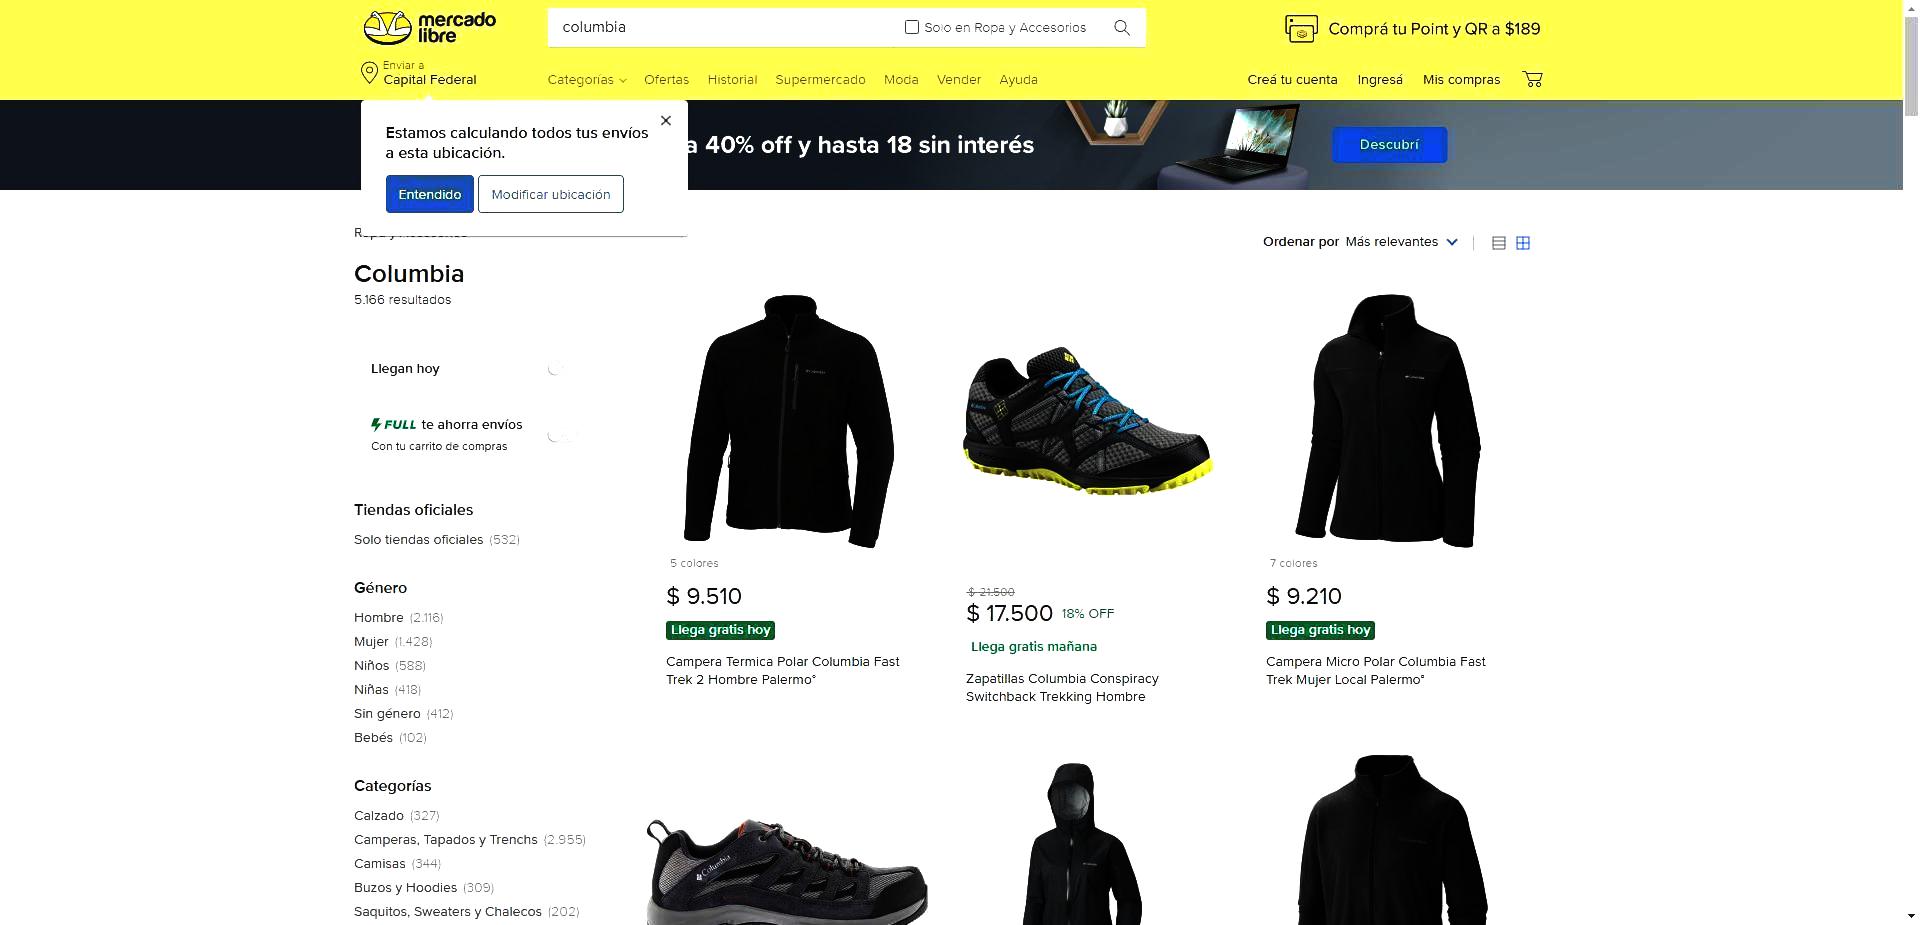 mercado
libre
columbia
Solo en Ropa y Accesorios
Comprá tu Point y QR a $189
Enviar a
Capital Federal
Categorías
Ofertas
Historial
Supermercado
Moda
Vender
Ayuda
Creá tu cuenta
Ingresá
Mis compras
Estamos calculando todos tus envíos
a esta ubicación.
Entendido
Modificar ubicación
a 40% off y hasta 18 sin interés
Descubrí
Ordenar por Más relevantes
Columbia
5.166 resultados
Llegan hoy
FULL te ahorra envíos
Con tu carrito de compras
Tiendas oficiales
Solo tiendas oficiales (532)
Género
Hombre (2.116)
Mujer (1.428)
Niños (588)
Niñas (418)
Sin género (412)
Bebés (102)
Categorías
Calzado (327)
Camperas, Tapados y Trenchs (2.955)
Camisas (344)
Buzos y Hoodies (309)
Saquitos, Sweaters y Chalecos (202)
5 colores
$ 9.510
Llega gratis hoy
Campera Termica Polar Columbia Fast
Trek 2 Hombre Palermo°
$ 21.500
$ 17.500 18% OFF
Llega gratis mañana
Zapatillas Columbia Conspiracy
Switchback Trekking Hombre
7 colores
$ 9.210
Llega gratis hoy
Campera Micro Polar Columbia Fast
Trek Mujer Local Palermo°
Columbia